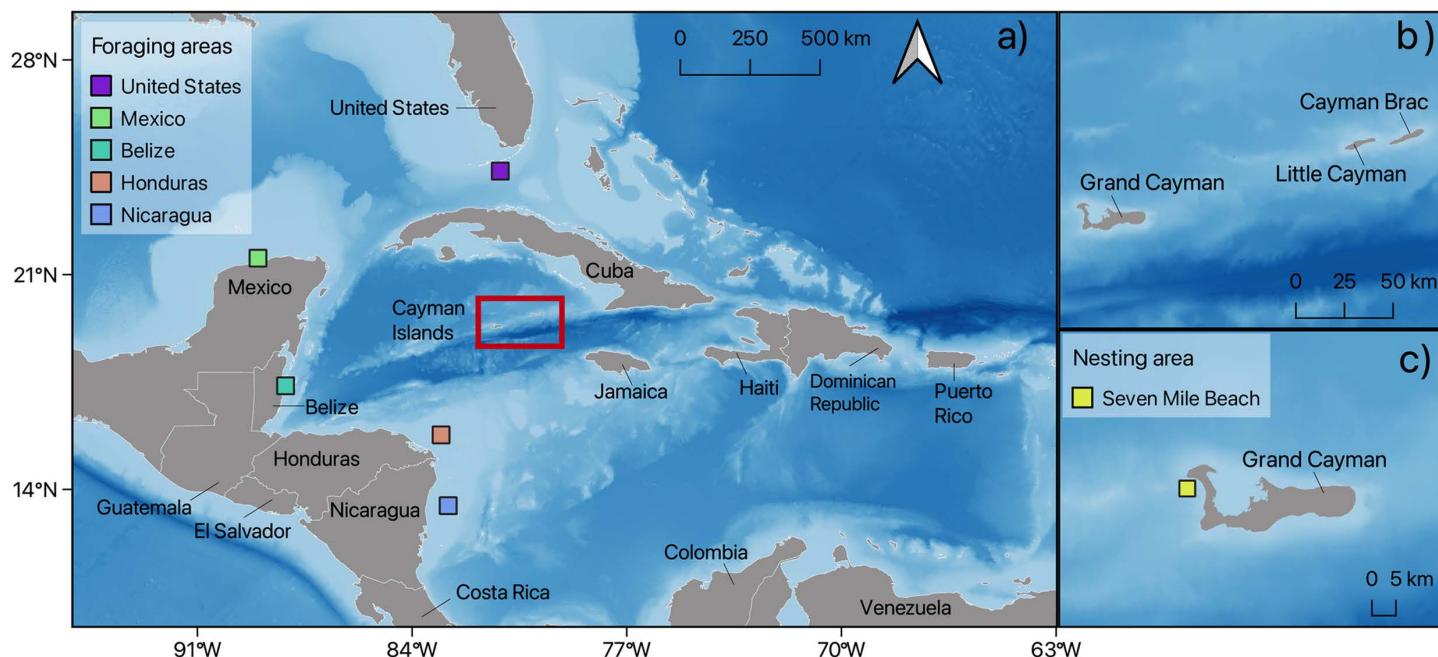 a)
0 250 500 km
28°N
Foraging areas
United States
Mexico
Belize
Honduras
Nicaragua
United States
21°N
Mexico
Cuba
Cayman
Islands
Jamaica
Haiti
Dominican
Republic
Puerto
Rico
Belize
Honduras
14°N
Guatemala
El Salvador
Nicaragua
Colombia
Costa Rica
Venezuela
91°W 84°W 77°W 70°W 63°W
b)
Cayman Brac
Little Cayman
Grand Cayman
0 25 50 km
c)
Nesting area
Seven Mile Beach
Grand Cayman
0 5 km